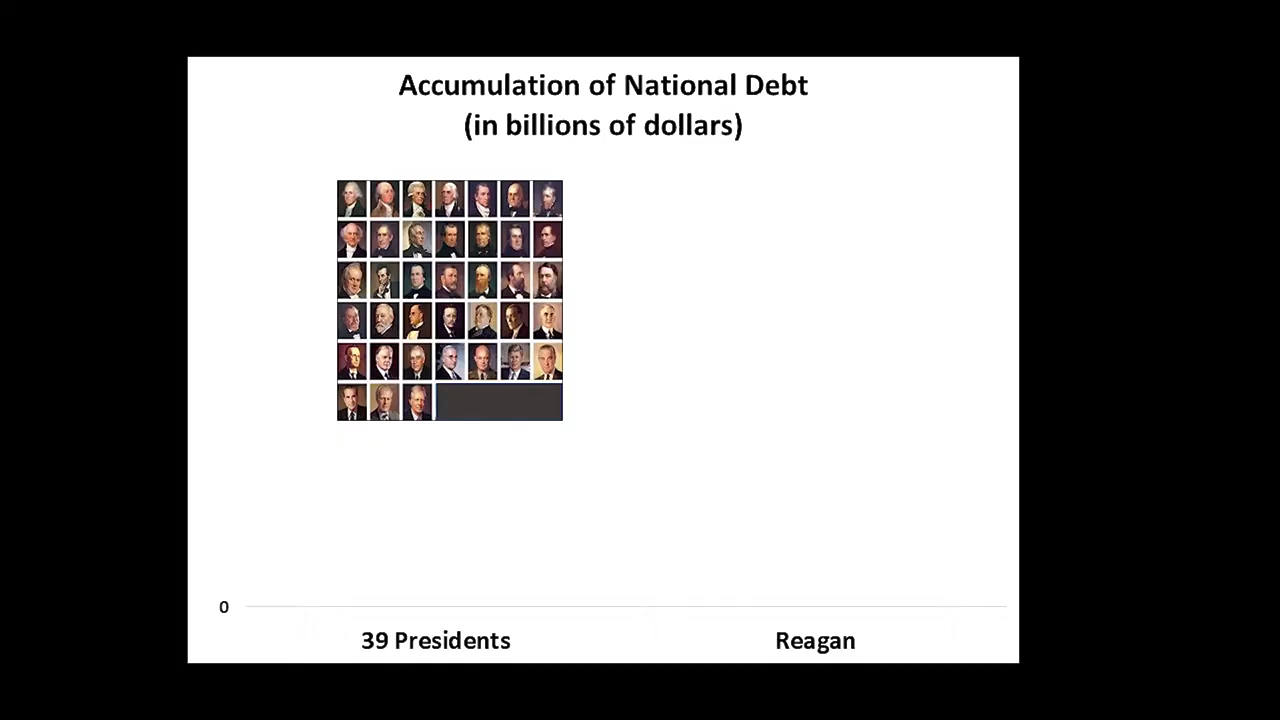 Accumulation of National Debt
(in billions of dollars)
0
39 Presidents
Reagan